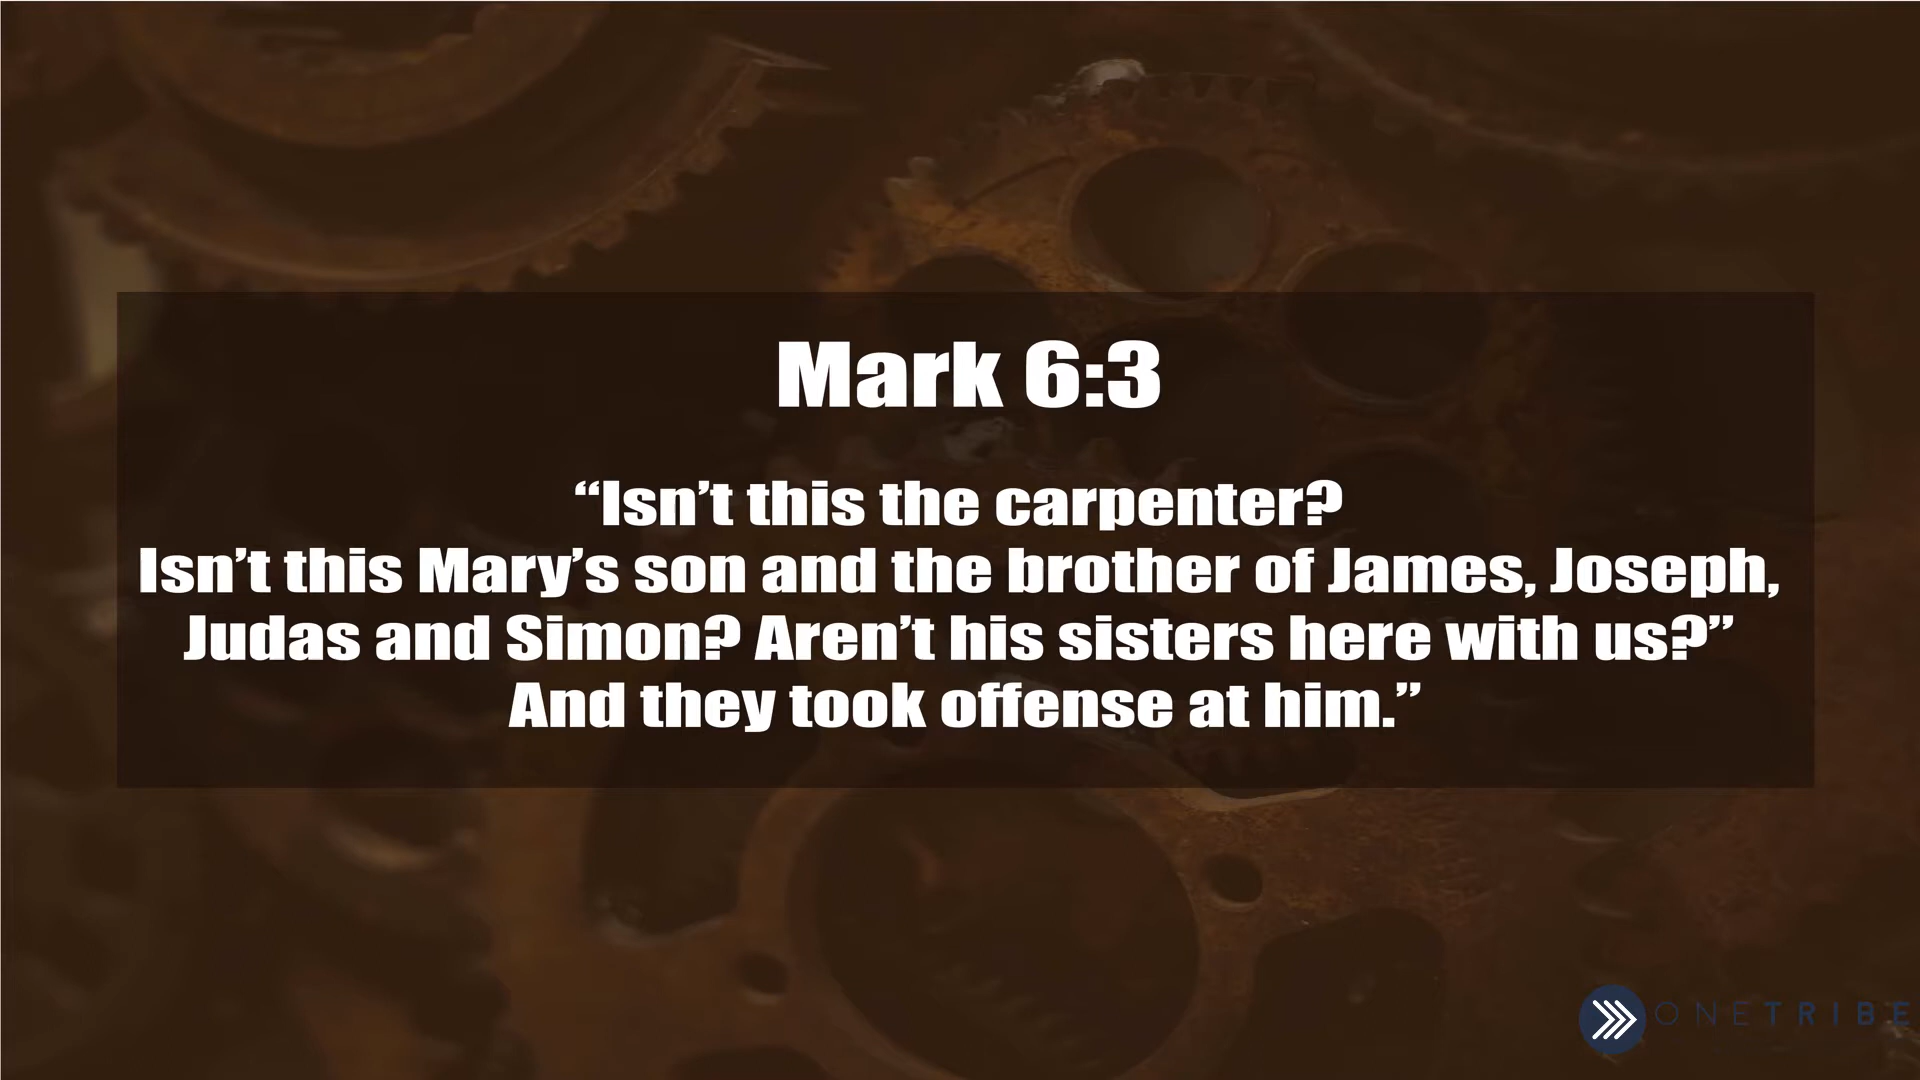 Mark 6:3
“Isn’t this the carpenter?
Isn’t this Mary’s son and the brother of James, Joseph,
Judas and Simon? Aren’t his sisters here with us?”
And they took offense at him.”
ONETRIBE